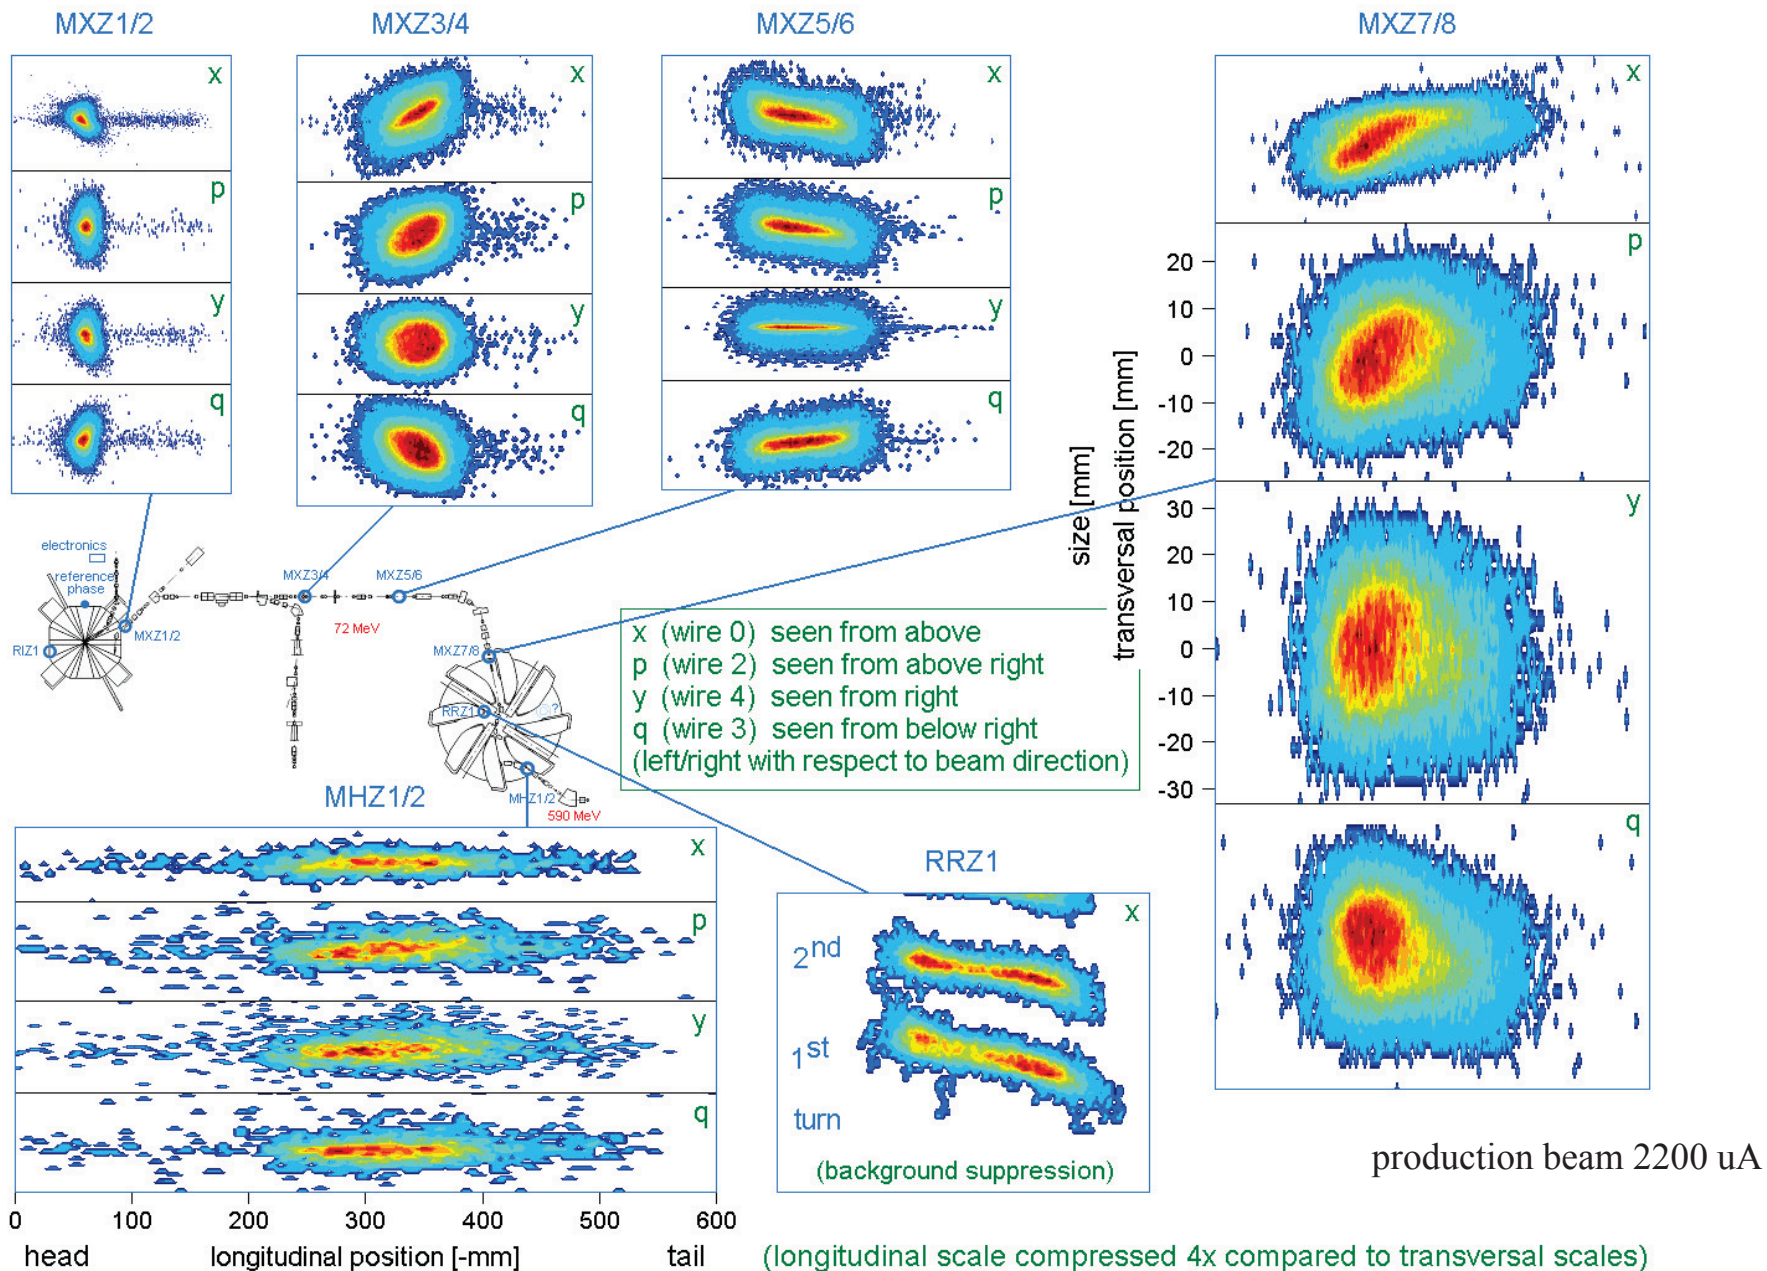 MXZ1/2
MXZ3/4
MXZ5/6
MXZ7/8
x
p
y
q
x
p
y
q
x
p
y
q
x
p
y
q
20
10
0
-10
-20
30
20
10
0
-10
-20
-30
size [mm]
transversal position [mm]
electronics
reference
phase
MXZ1/2
RIZ1
MXZ3/4
MXZ5/6
72 MeV
MXZ7/8
RRZ1
?
MHZ1/2
590 MeV
x (wire 0) seen from above
p (wire 2) seen from above right
y (wire 4) seen from right
q (wire 3) seen from below right
(left/right with respect to beam direction)
MHZ1/2
x
p
y
q
0 100 200 300 400 500 600
head longitudinal position [-mm] tail
RRZ1
x
2nd
1st
turn
(background suppression)
production beam 2200 uA
(longitudinal scale compressed 4x compared to transversal scales)